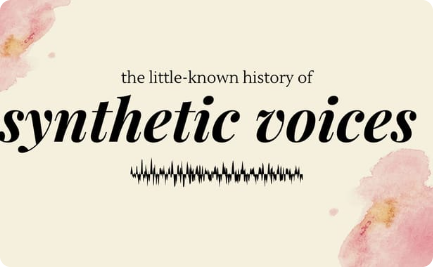 the little-known history of
synthetic voices